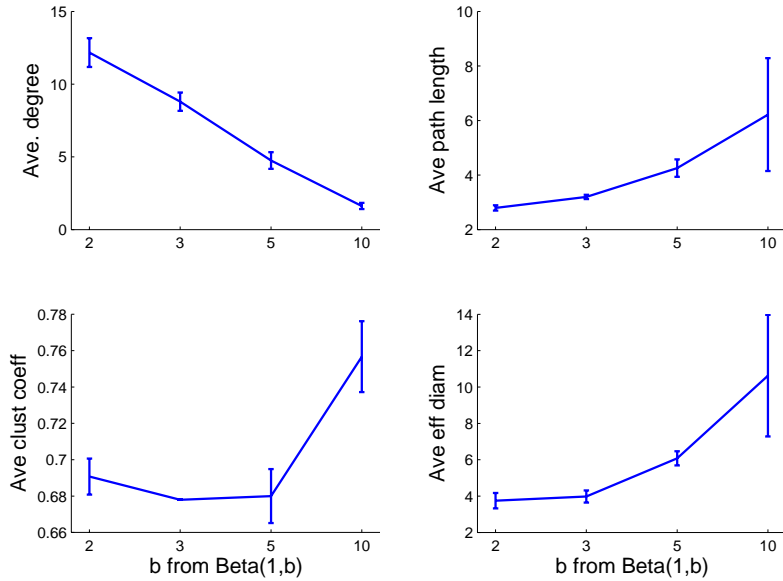 15
10
5
0
Ave. degree
2 3 5 10
10
8
6
4
2
Ave path length
2 3 5 10
0.78
0.76
0.74
0.72
0.7
0.68
0.66
Ave clust coeff
2 3 5 10
b from Beta(1,b)
14
12
10
8
6
4
2
Ave eff diam
2 3 5 10
b from Beta(1,b)